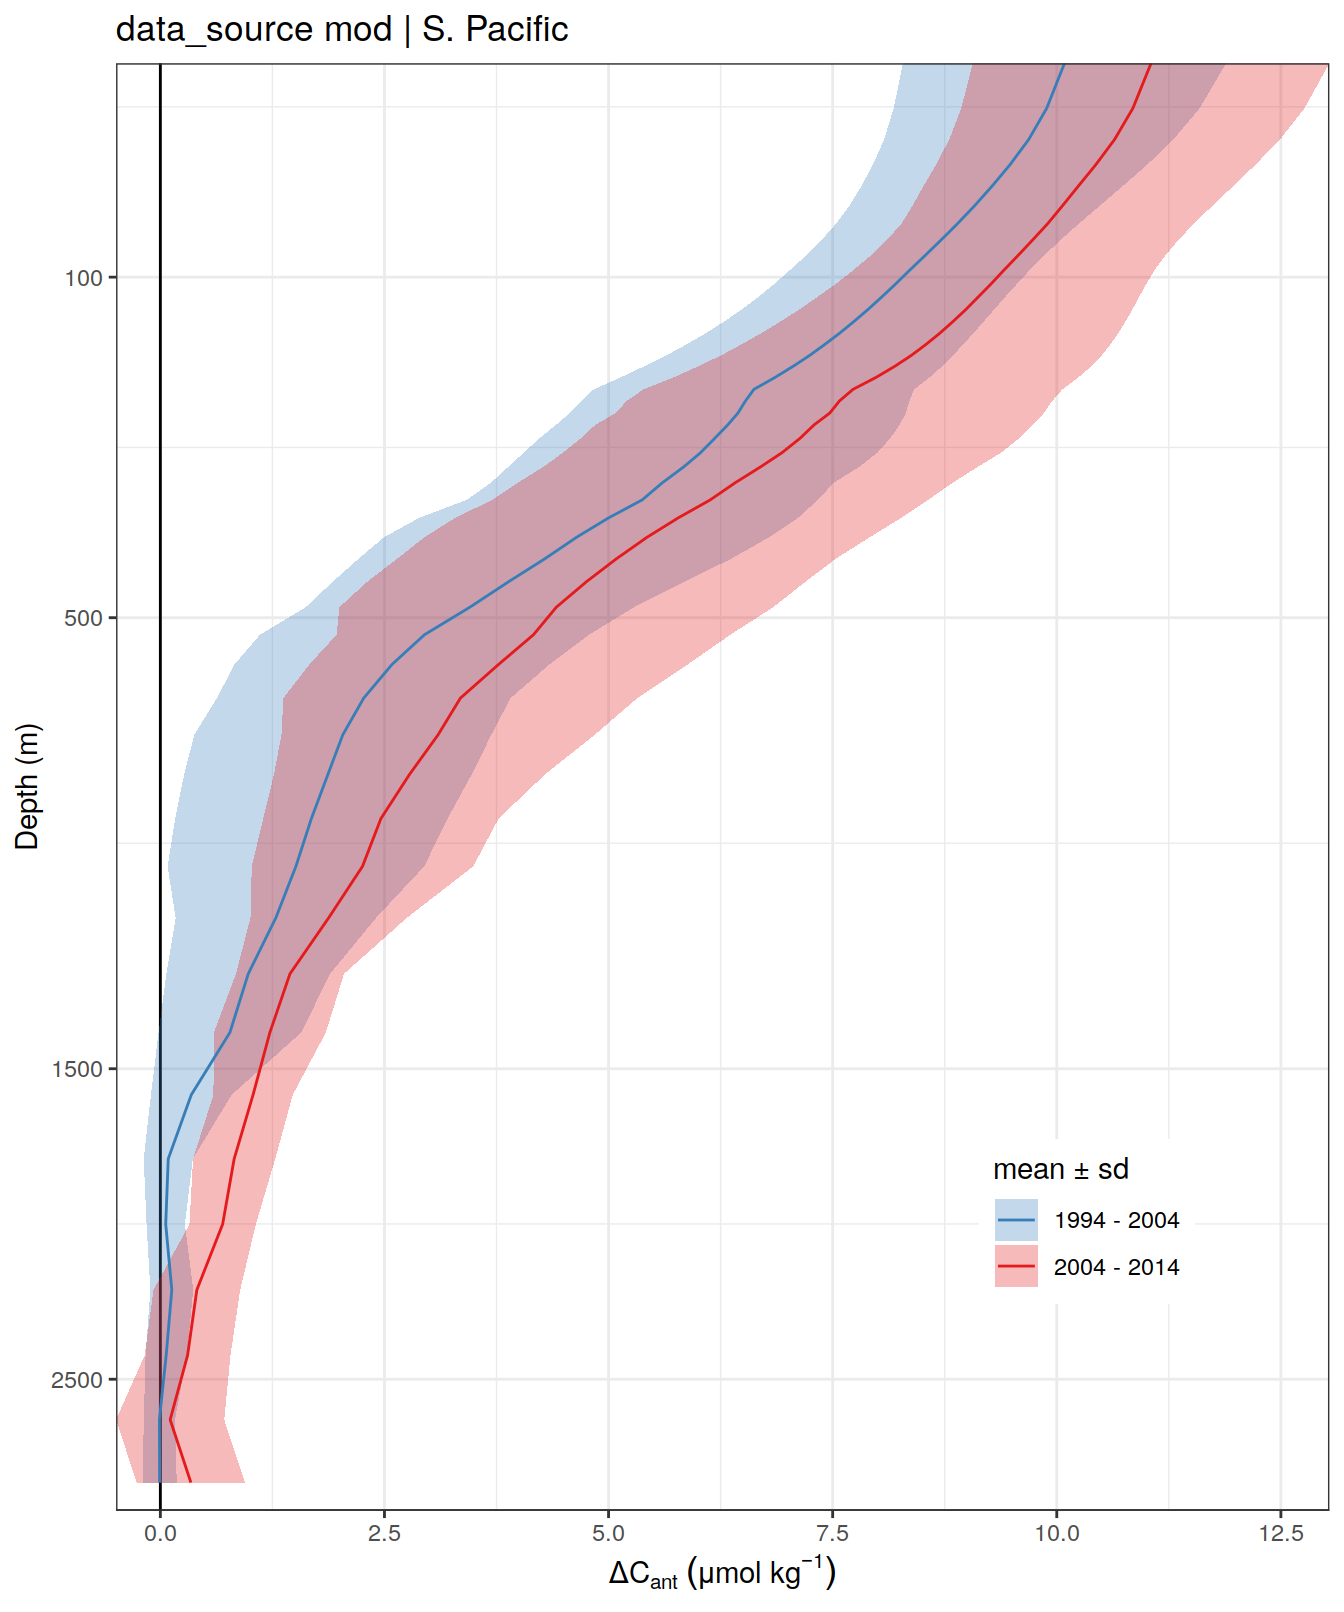 data_source mod | S. Pacific
100
500
1500
2500
Depth (m)
mean ± sd
1994 - 2004
2004 - 2014
0.0 2.5 5.0 7.5 10.0 12.5
ΔCant (μmol kg⁻¹)